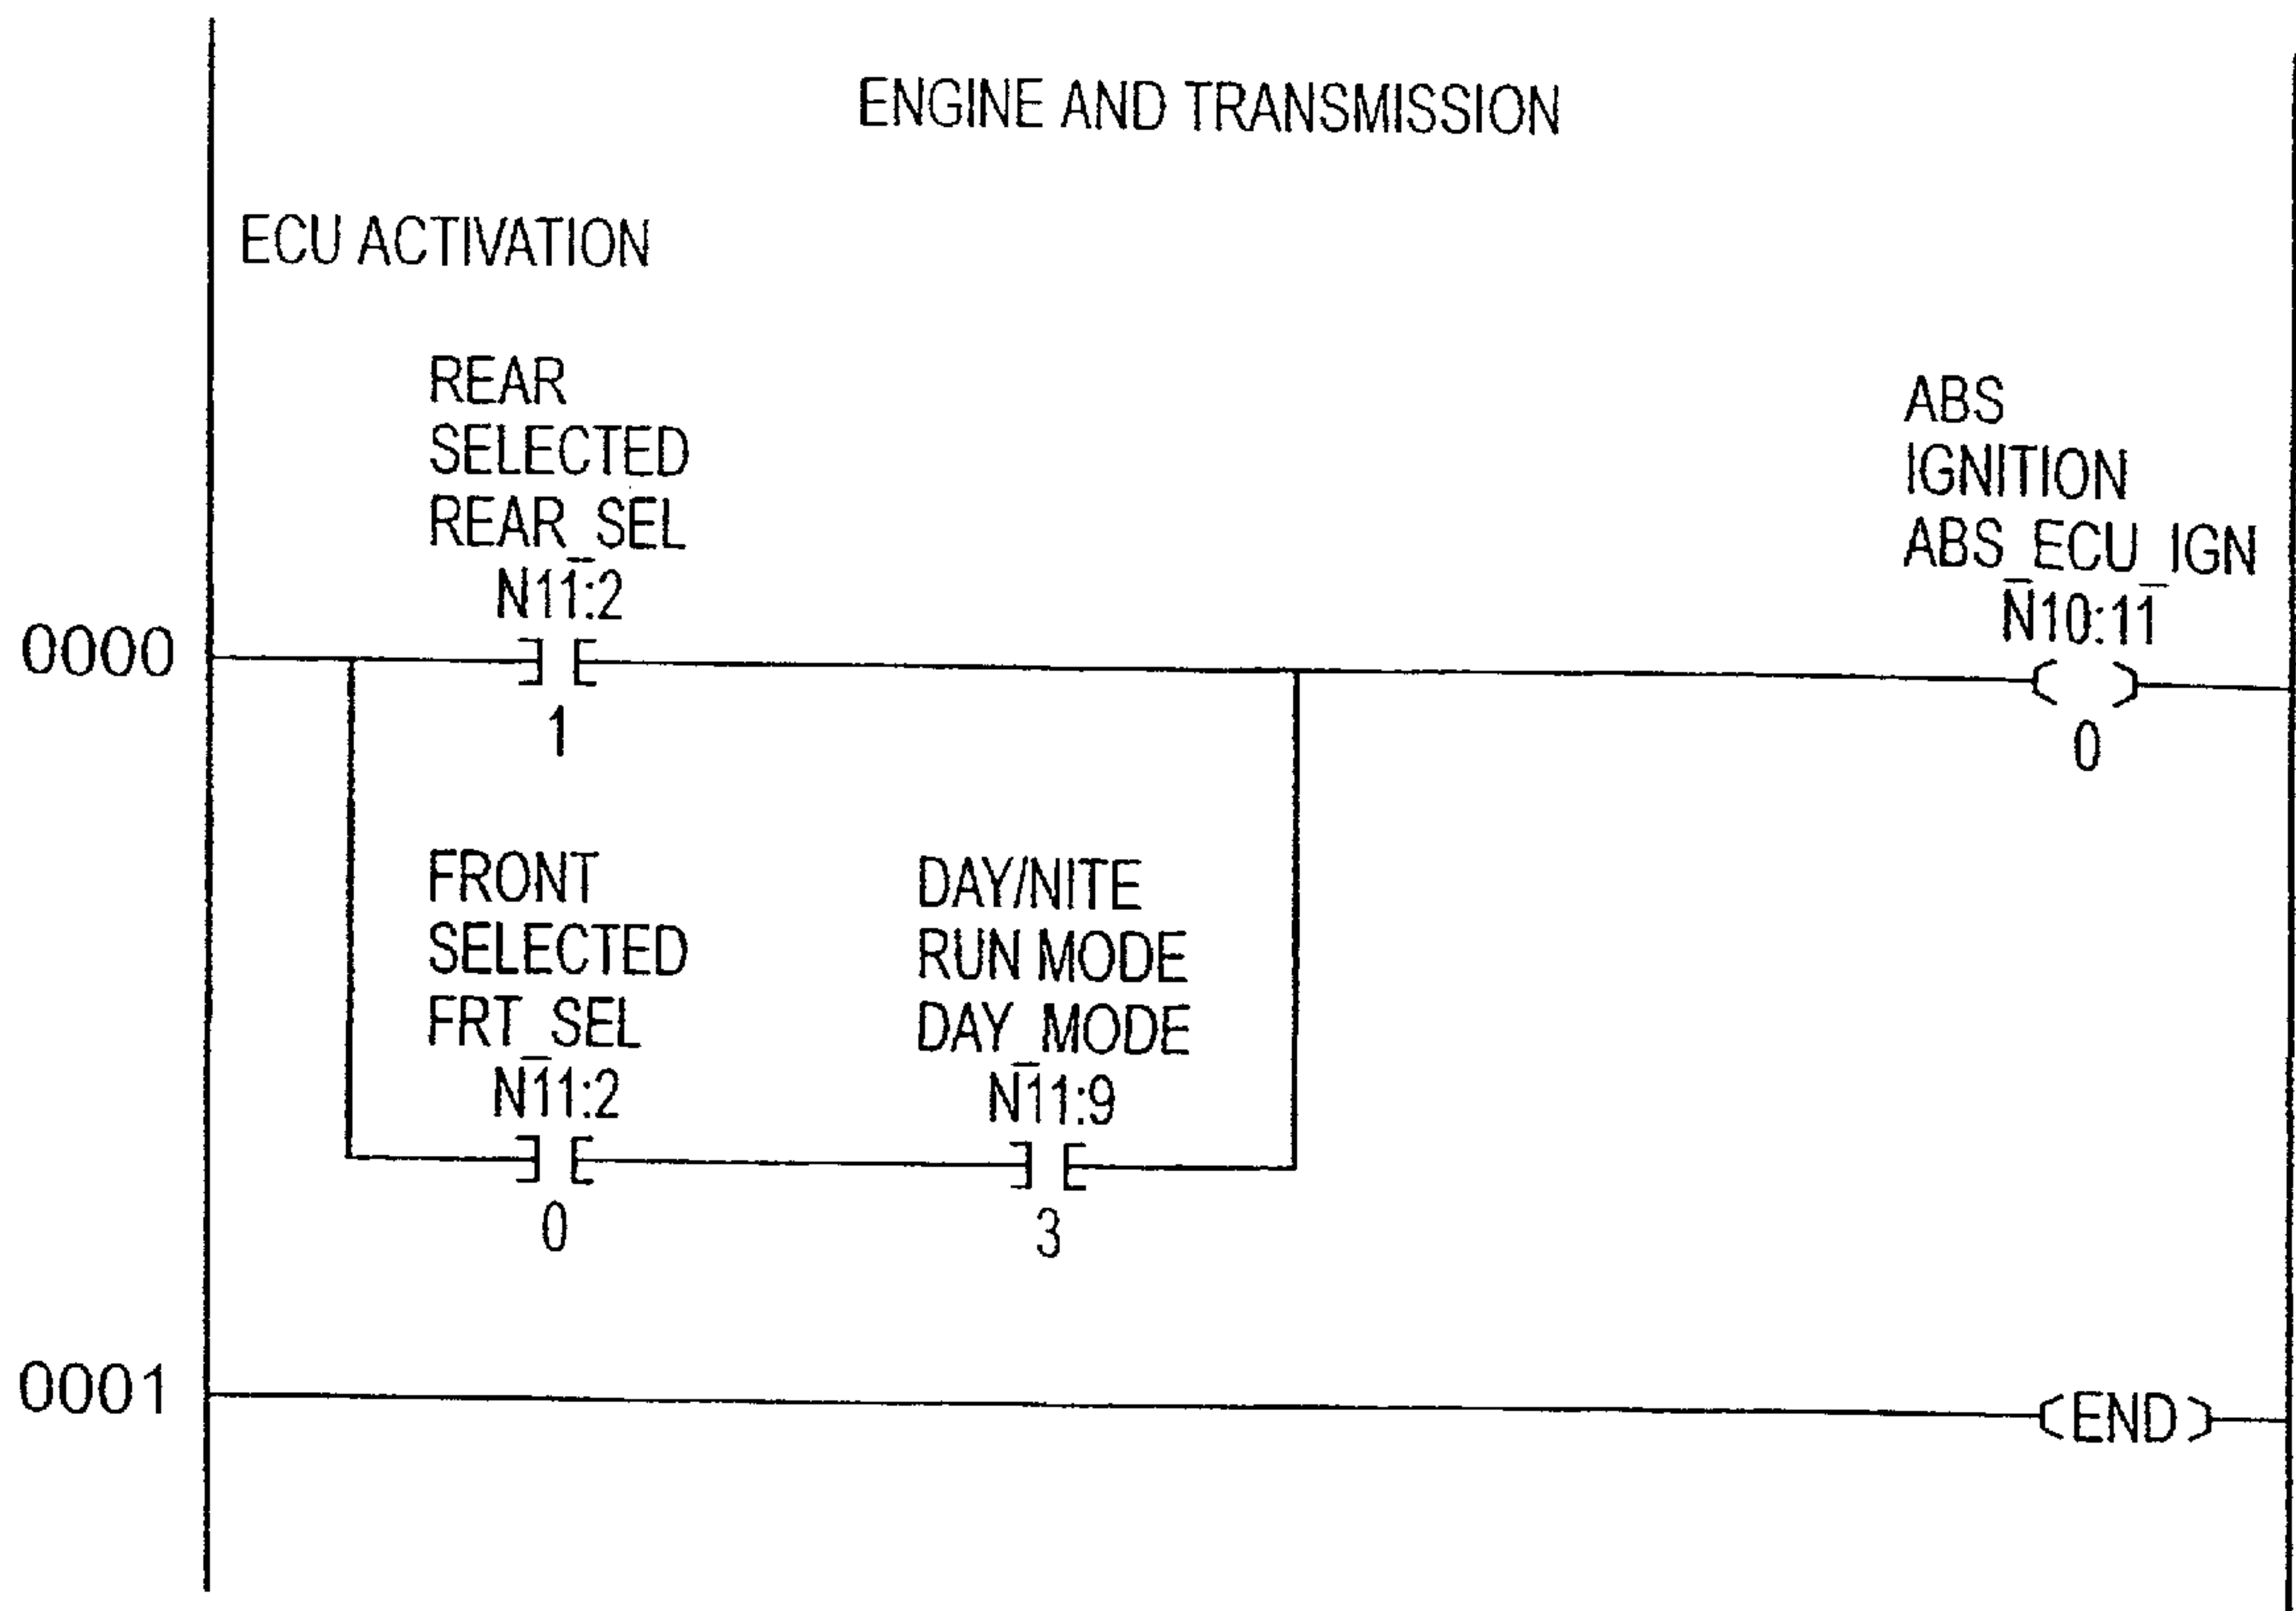 ENGINE AND TRANSMISSION
ECU ACTIVATION
REAR
SELECTED
REAR_SEL
N11:2
1
ABS
IGNITION
ABS_ECU_IGN
N10:11
0
0000
FRONT
SELECTED
FRT_SEL
N11:2
0
DAY/NITE
RUN MODE
DAY_MODE
N11:9
3
0001
END